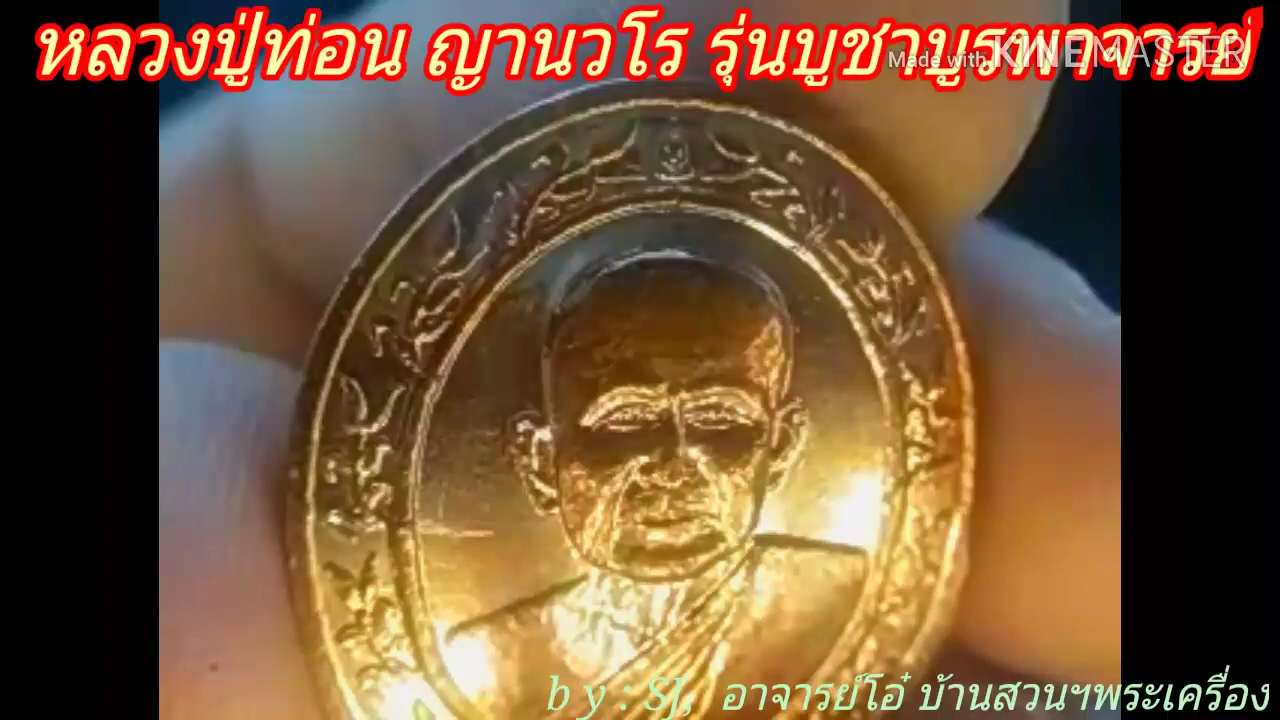 หลวงปู่ท่อน ญานวโร รุ่นบูชาบูรพาจารย์
Made with KINEMASTER
by : SJ, อาจารย์โอ๋ บ้านสวนฯพระเครื่อง